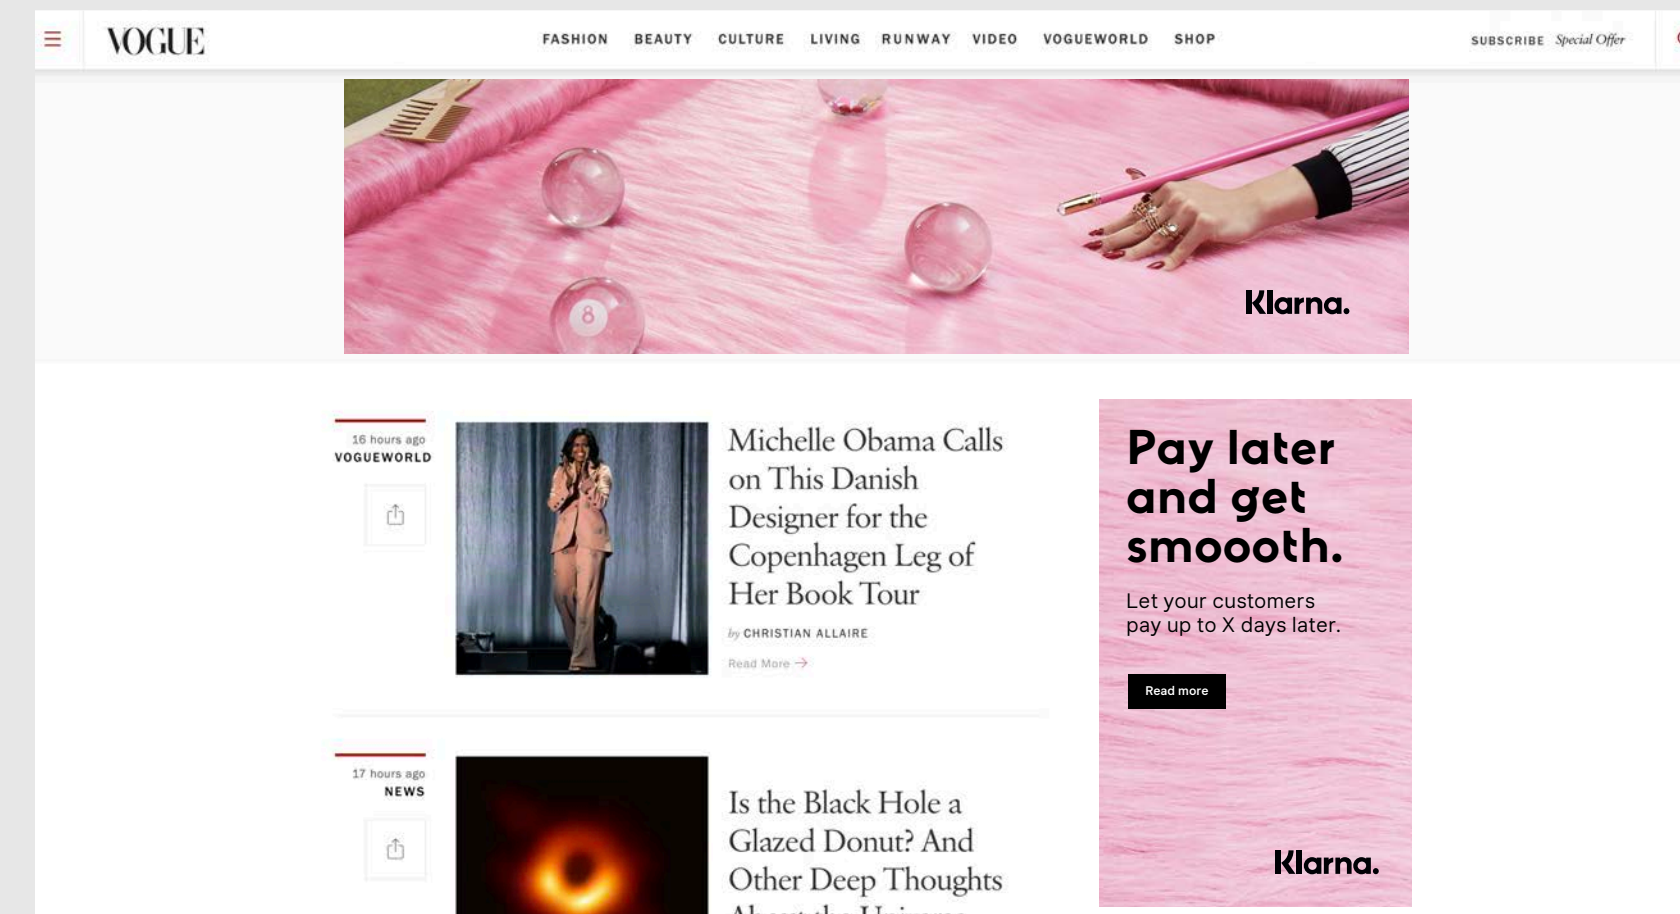 VOGUE
FASHION BEAUTY CULTURE LIVING RUNWAY VIDEO VOGUEWORLD SHOP
SUBSCRIBE Special Offer
8
Klarna.
16 hours ago
VOGUEWORLD
Michelle Obama Calls
on This Danish
Designer for the
Copenhagen Leg of
Her Book Tour
by CHRISTIAN ALLAIRE
Read More →
17 hours ago
NEWS
Is the Black Hole a
Glazed Donut? And
Other Deep Thoughts
About the Universe
Pay later
and get
smoooth.
Let your customers
pay up to X days later.
Read more
Klarna.